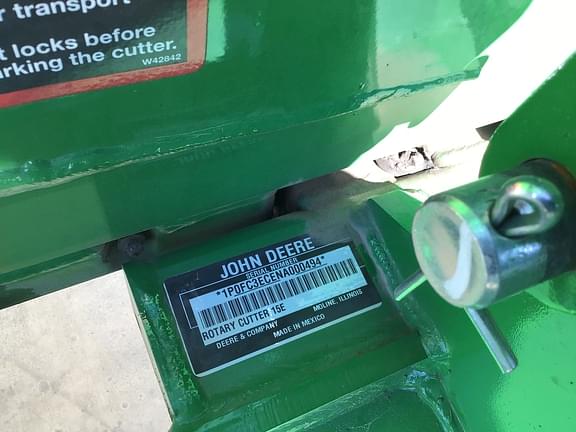 r transport
t locks before
arking the cutter.
W42842
JOHN DEERE
SERIAL NUMBER
*1P0FC3ECENA000494*
ROTARY CUTTER 15E
MOLINE, ILLINOIS
DEERE & COMPANY
MADE IN MEXICO